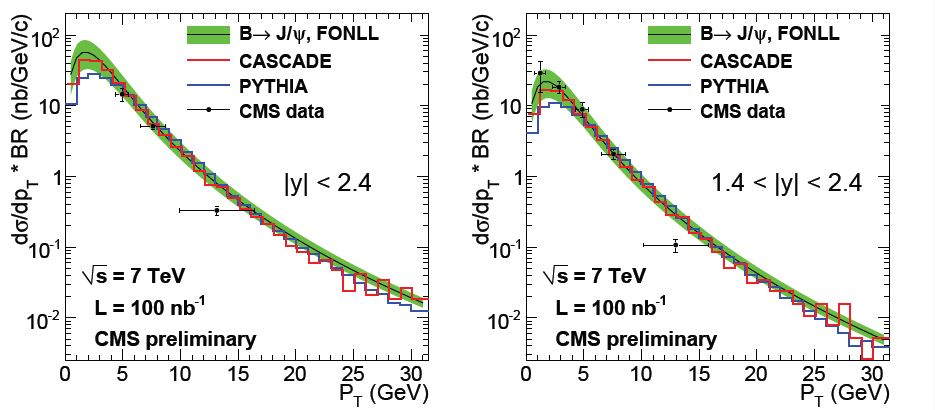 dσ/dp_T * BR (nb/GeV/c)
10²
10
1
10⁻¹
10⁻²
B→ J/ψ, FONLL
CASCADE
PYTHIA
CMS data
|y| < 2.4
√s = 7 TeV
L = 100 nb⁻¹
CMS preliminary
0 5 10 15 20 25 30
P_T (GeV)
dσ/dp_T * BR (nb/GeV/c)
10²
10
1
10⁻¹
10⁻²
B→ J/ψ, FONLL
CASCADE
PYTHIA
CMS data
1.4 < |y| < 2.4
√s = 7 TeV
L = 100 nb⁻¹
CMS preliminary
0 5 10 15 20 25 30
P_T (GeV)